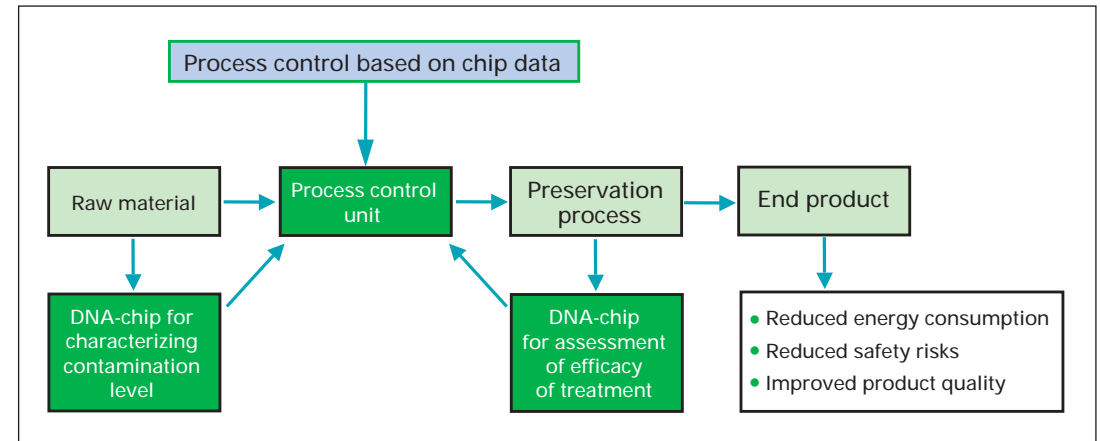 Process control based on chip data
Raw material
Process control
unit
Preservation
process
End product
DNA-chip for
characterizing
contamination
level
DNA-chip
for assessment
of efficacy
of treatment
• Reduced energy consumption
• Reduced safety risks
• Improved product quality